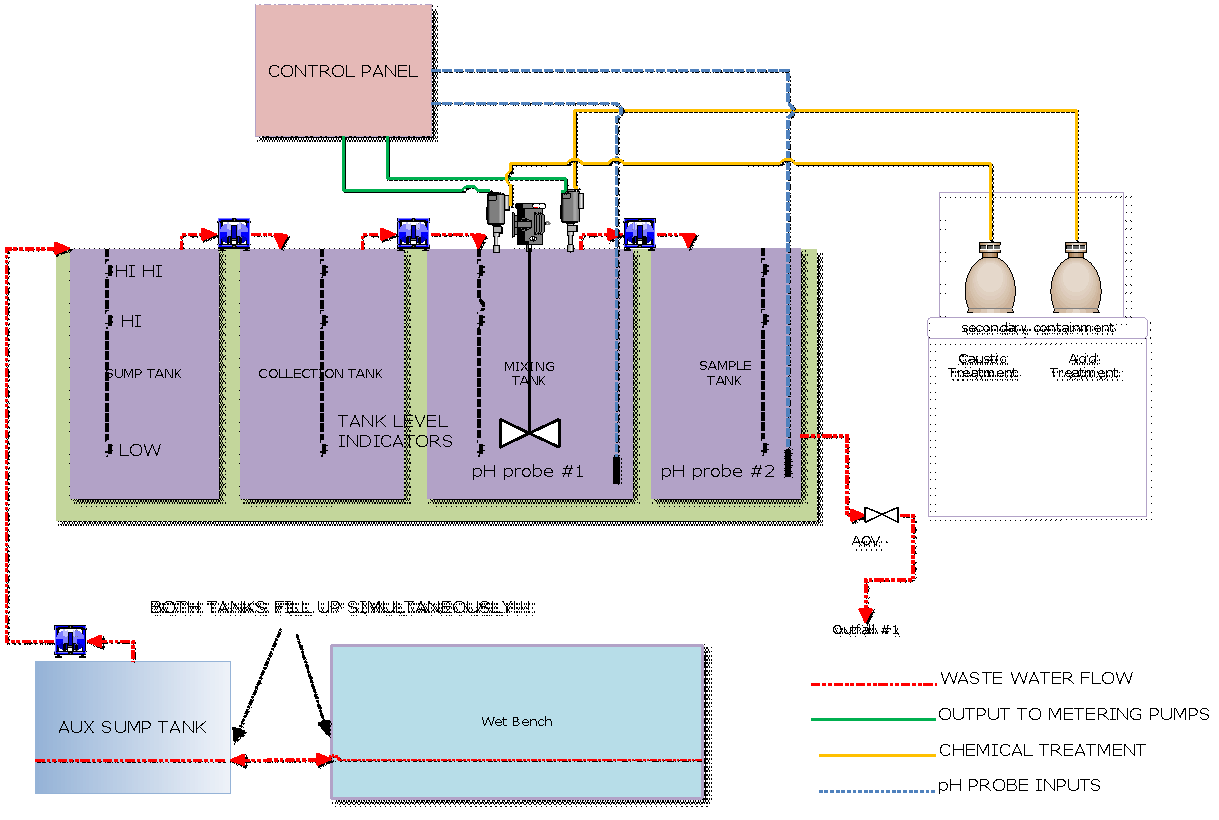 CONTROL PANEL
HI HI
HI
SUMP TANK
COLLECTION TANK
MIXING
TANK
SAMPLE
TANK
TANK LEVEL
INDICATORS
LOW
pH probe #1
pH probe #2
secondary containment
Caustic
Treatment
Acid
Treatment
AOV
Outfall #1
BOTH TANKS FILL UP SIMULTANEOUSLY!!!
AUX SUMP TANK
Wet Bench
WASTE WATER FLOW
OUTPUT TO METERING PUMPS
CHEMICAL TREATMENT
pH PROBE INPUTS